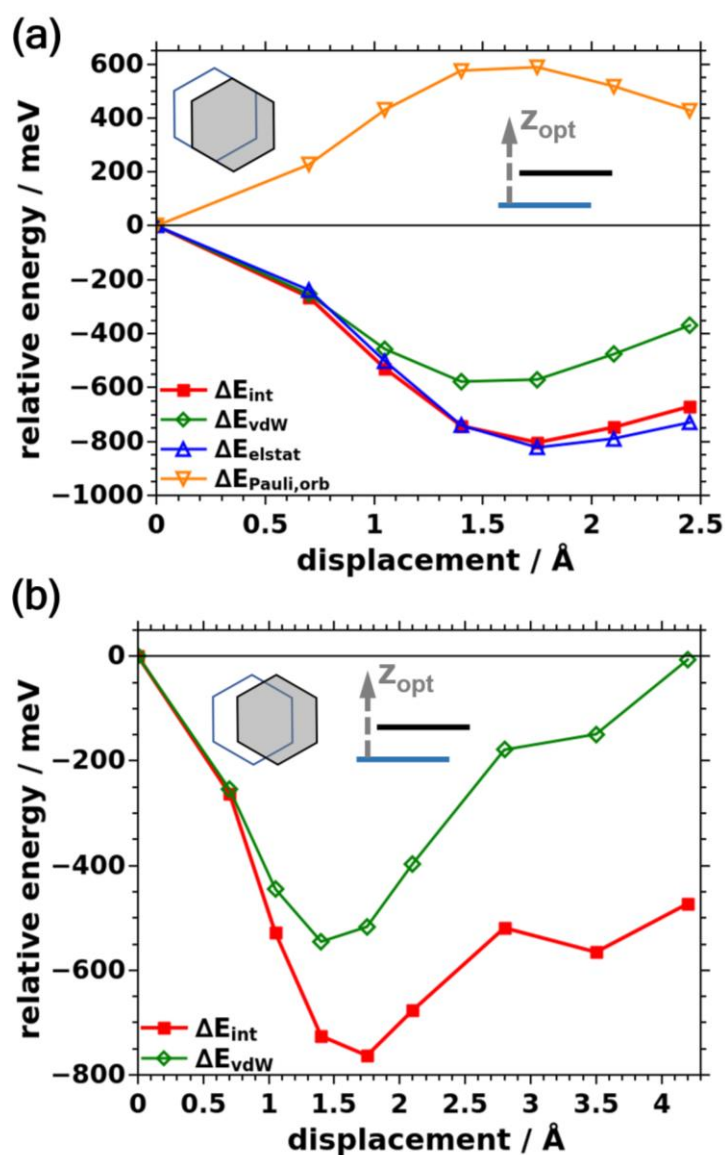 (a)
600
400
200
0
−200
−400
−600
−800
−1000
relative energy / meV
Zopt
ΔEint
ΔEvdW
ΔEelstat
ΔEPauli,orb
0 0.5 1 1.5 2 2.5
displacement / Å
(b)
0
−200
−400
−600
−800
relative energy / meV
Zopt
ΔEint
ΔEvdW
0 0.5 1 1.5 2 2.5 3 3.5 4
displacement / Å